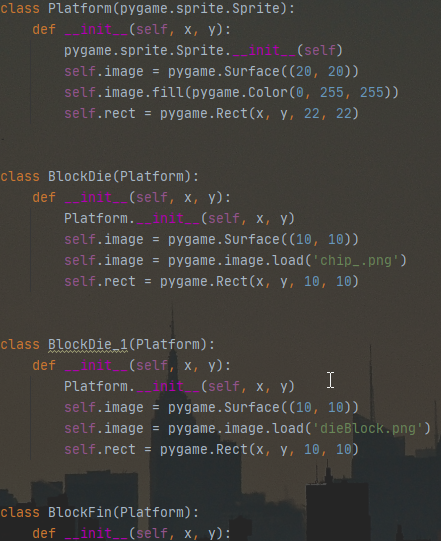 class Platform(pygame.sprite.Sprite):
    def __init__(self, x, y):
        pygame.sprite.Sprite.__init__(self)
        self.image = pygame.Surface((20, 20))
        self.image.fill(pygame.Color(0, 255, 255))
        self.rect = pygame.Rect(x, y, 22, 22)
class BlockDie(Platform):
    def __init__(self, x, y):
        Platform.__init__(self, x, y)
        self.image = pygame.Surface((10, 10))
        self.image = pygame.image.load('chip_.png')
        self.rect = pygame.Rect(x, y, 10, 10)
class BlockDie_1(Platform):
    def __init__(self, x, y):
        Platform.__init__(self, x, y)
        self.image = pygame.Surface((10, 10))
        self.image = pygame.image.load('dieBlock.png')
        self.rect = pygame.Rect(x, y, 10, 10)
class BlockFin(Platform):
    def __init__(self, x, y):